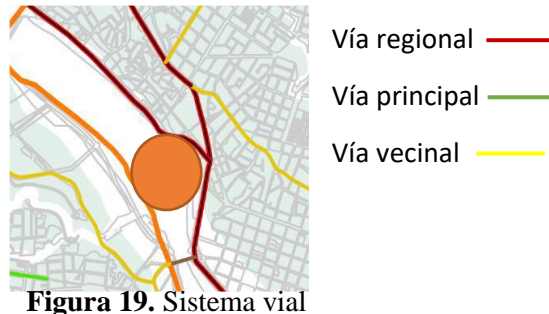 Vía regional
Vía principal
Vía vecinal
Figura 19. Sistema vial